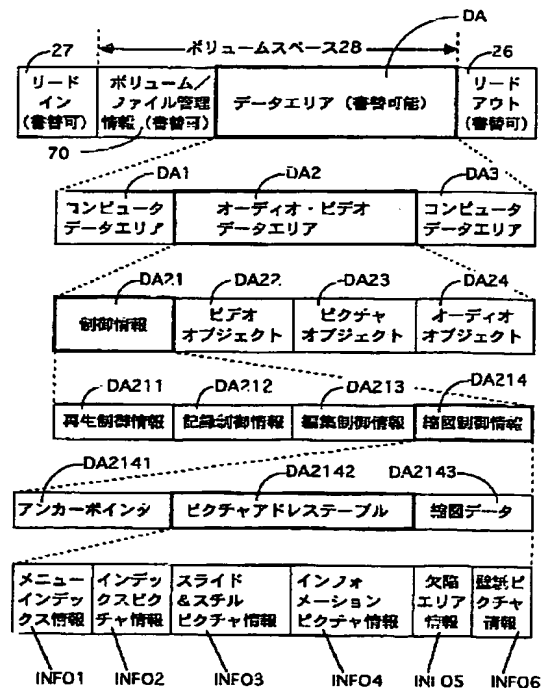 DA
27
ボリュームスペース28
26
リード
イン
(書替可)
ボリューム/
ファイル管理
情報 (書替可)
データエリア (書替可能)
リード
アウト
(書替可)
70
DA1
DA2
DA3
コンピュータ
データエリア
オーディオ・ビデオ
データエリア
コンピュータ
データエリア
DA21
DA22
DA23
DA24
制御情報
ビデオ
オブジェクト
ピクチャ
オブジェクト
オーディオ
オブジェクト
DA211
DA212
DA213
DA214
再生制御情報
記録制御情報
編集制御情報
縮図制御情報
DA2141
DA2142
DA2143
アンカーポインタ
ピクチャアドレステーブル
縮図データ
メニュー
インデッ
クス情報
インデッ
クスピク
チャ情報
スライド
&スチル
ピクチャ情報
インフォ
メーション
ピクチャ情報
欠陥
エリア
情報
壁紙ピ
クチャ
情報
INFO1
INFO2
INFO3
INFO4
INFO5
INFO6